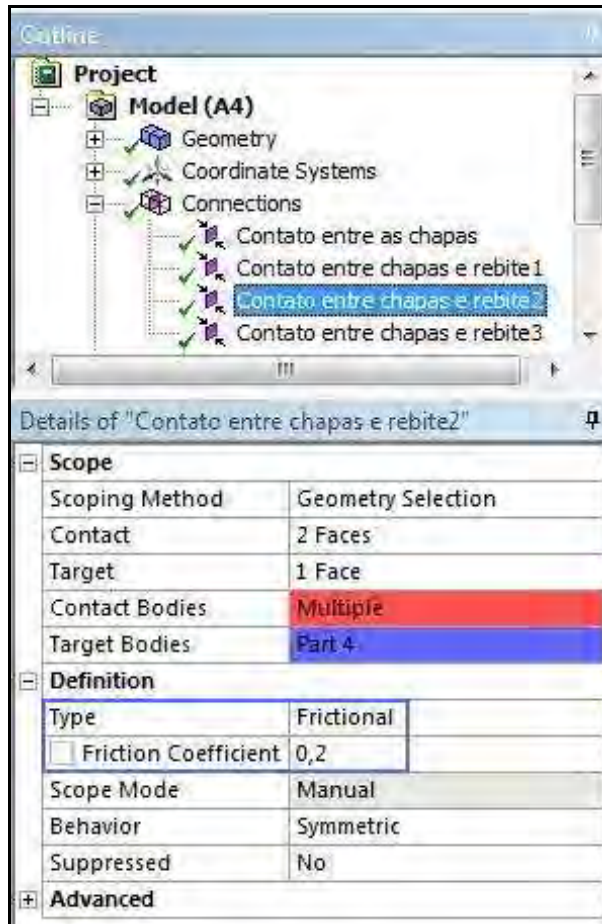 Outline
Project
Model (A4)
Geometry
Coordinate Systems
Connections
Contato entre as chapas
Contato entre chapas e rebite1
Contato entre chapas e rebite2
Contato entre chapas e rebite3
Details of "Contato entre chapas e rebite2"
Scope
Scoping Method Geometry Selection
Contact 2 Faces
Target 1 Face
Contact Bodies Multiple
Target Bodies Part 4
Definition
Type Frictional
Friction Coefficient 0,2
Scope Mode Manual
Behavior Symmetric
Suppressed No
Advanced